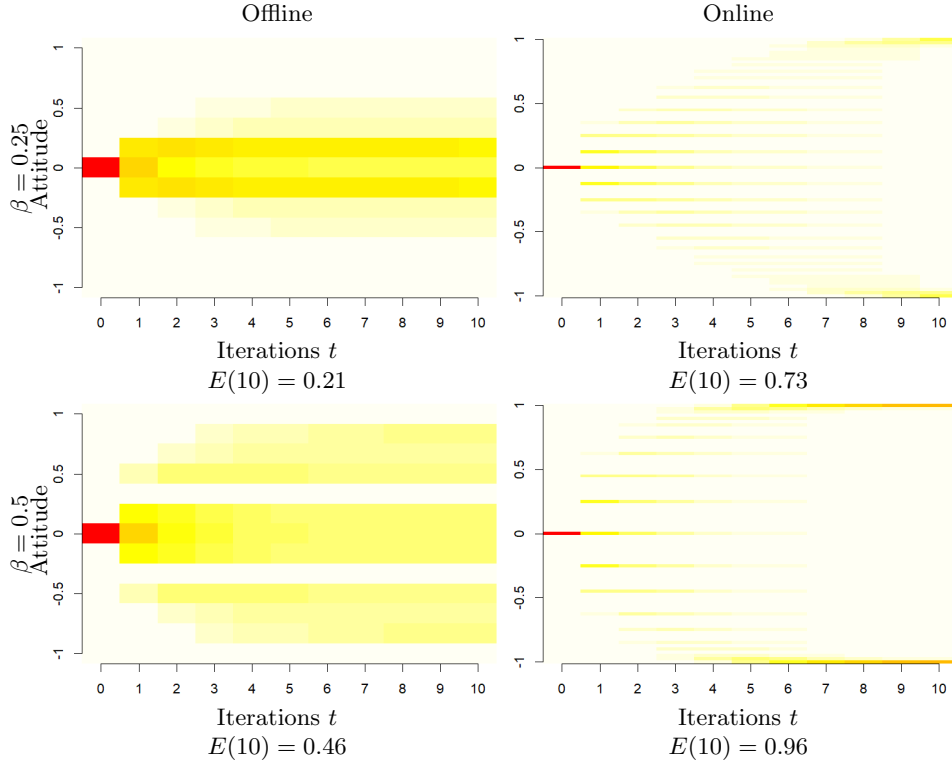 Offline
Online
β = 0.25
Attitude
1
0.5
0
-0.5
-1
0 1 2 3 4 5 6 7 8 9 10
Iterations t
E(10) = 0.21
1
0.5
0
-0.5
-1
0 1 2 3 4 5 6 7 8 9 10
Iterations t
E(10) = 0.73
β = 0.5
Attitude
1
0.5
0
-0.5
-1
0 1 2 3 4 5 6 7 8 9 10
Iterations t
E(10) = 0.46
1
0.5
0
-0.5
-1
0 1 2 3 4 5 6 7 8 9 10
Iterations t
E(10) = 0.96